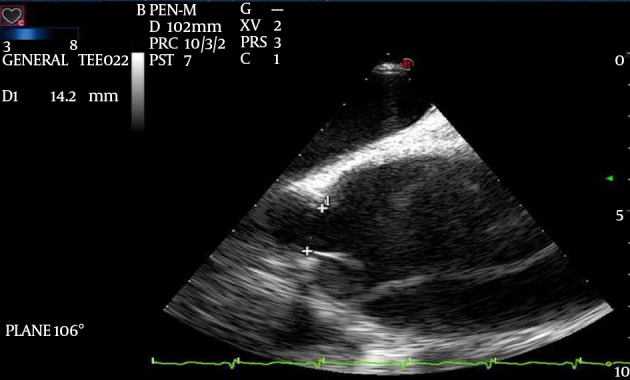 B PEN-M
D 102mm
PRC 10/3/2
PST 7
G ---
XV 2
PRS 3
C 1
3 8
GENERAL TEE022
D1 14.2 mm
1
0
5
10
PLANE 106°